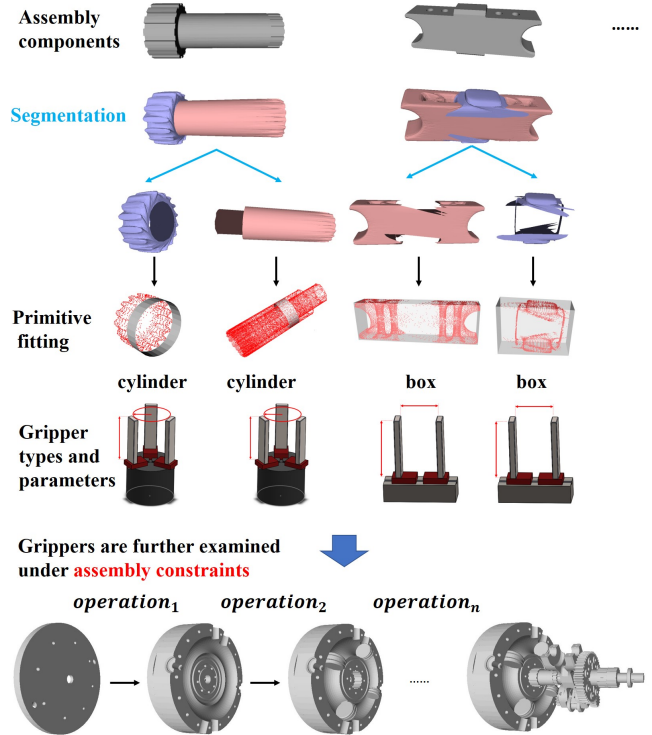 Assembly
components
......
Segmentation
Primitive
fitting
cylinder
cylinder
box
box
Gripper
types and
parameters
Grippers are further examined
under assembly constraints
operation₁
operation₂
operationₙ
......